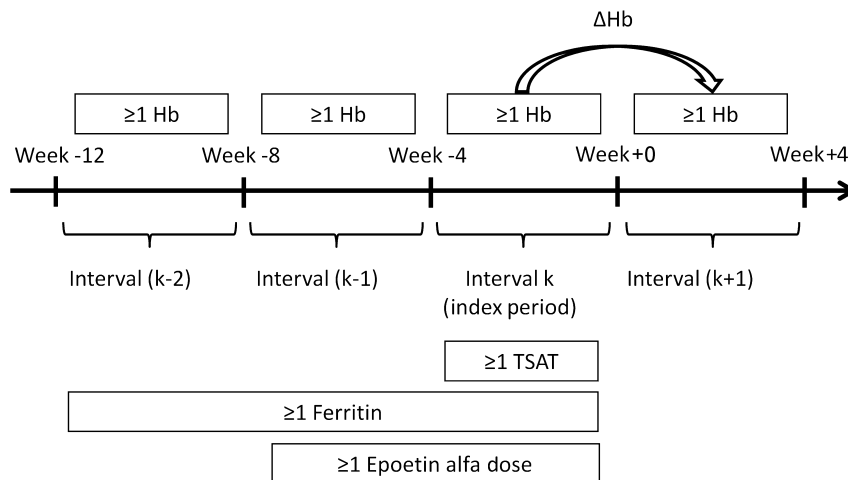 ΔHb
≥1 Hb
≥1 Hb
≥1 Hb
≥1 Hb
Week -12
Week -8
Week -4
Week +0
Week +4
Interval (k-2)
Interval (k-1)
Interval k
(index period)
Interval (k+1)
≥1 TSAT
≥1 Ferritin
≥1 Epoetin alfa dose